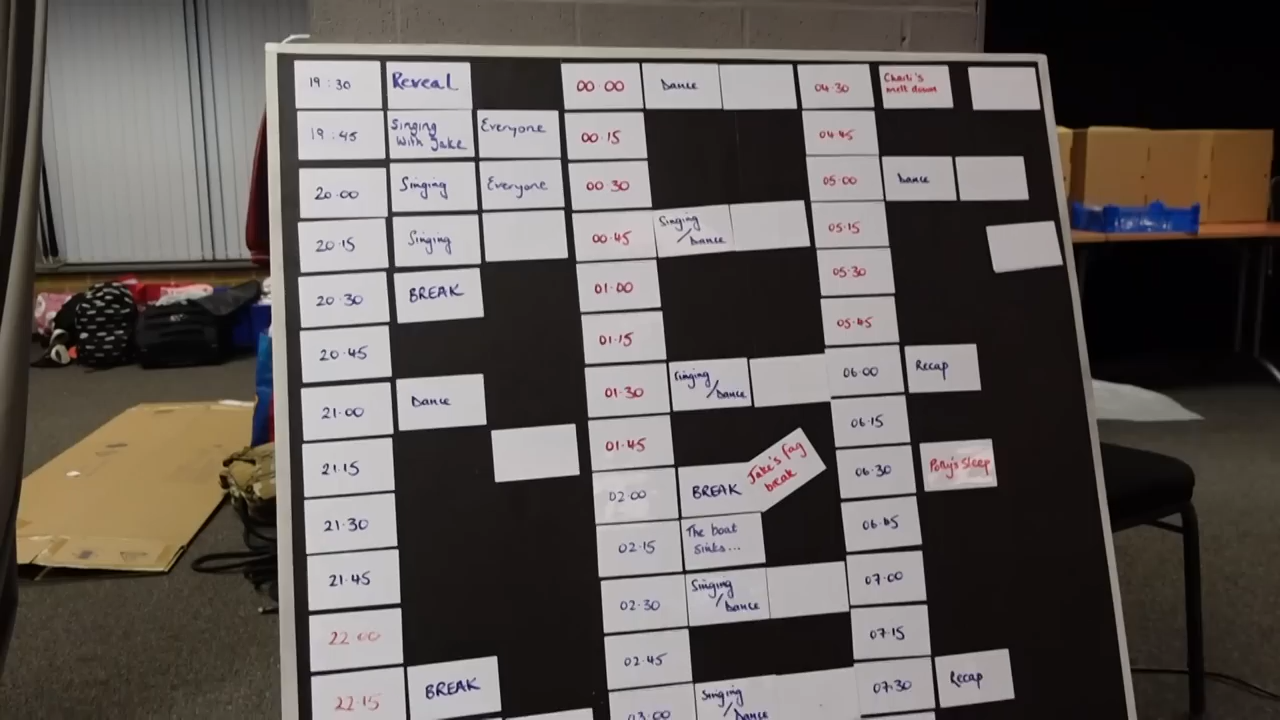 19:30 Reveal
19:45 Singing With Jake Everyone
20:00 Singing Everyone
20·15 Singing
20·30 BREAK
20·45
21·00 Dance
21·15
21·30
21·45
22·00
22·15 BREAK
00·00 Dance
00·15
00 30
00·45 Singing / Dance
01·00
01·15
01·30 Singing / Dance
01·45
02·00 BREAK Jake's fag break
02·15 The boat sinks...
02·30 Singing / Dance
02·45
03·00 Singing / Dance
04·30 Charli's melt down
04·45
05·00 Dance
05·15
05·30
05·45
06·00 Recap
06·15
06·30 Polly's Sleep
06·45
07·00
07·15
07·30 Recap